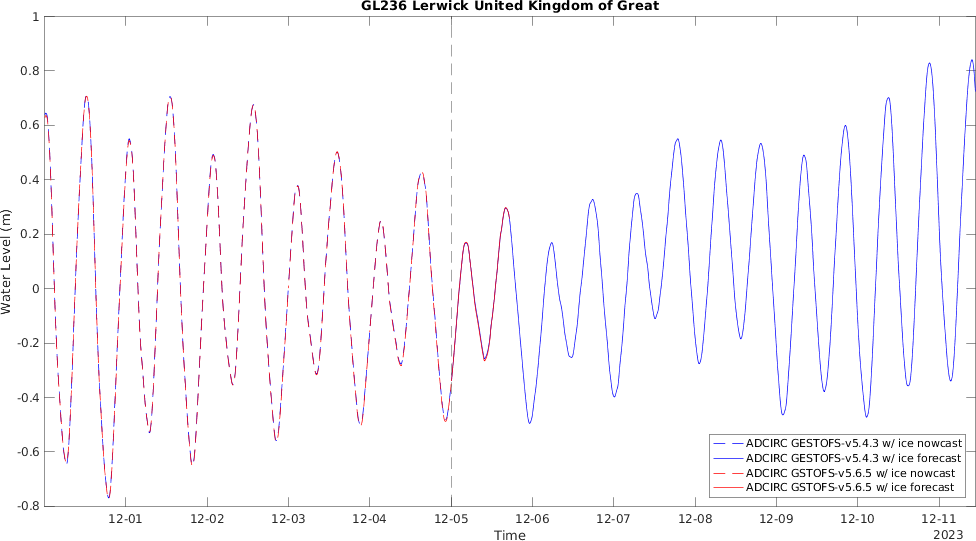 GL236 Lerwick United Kingdom of Great
Water Level (m)
1
0.8
0.6
0.4
0.2
0
-0.2
-0.4
-0.6
-0.8
ADCIRC GESTOFS-v5.4.3 w/ ice nowcast
ADCIRC GESTOFS-v5.4.3 w/ ice forecast
ADCIRC GSTOFS-v5.6.5 w/ ice nowcast
ADCIRC GSTOFS-v5.6.5 w/ ice forecast
12-01 12-02 12-03 12-04 12-05 12-06 12-07 12-08 12-09 12-10 12-11
Time 2023